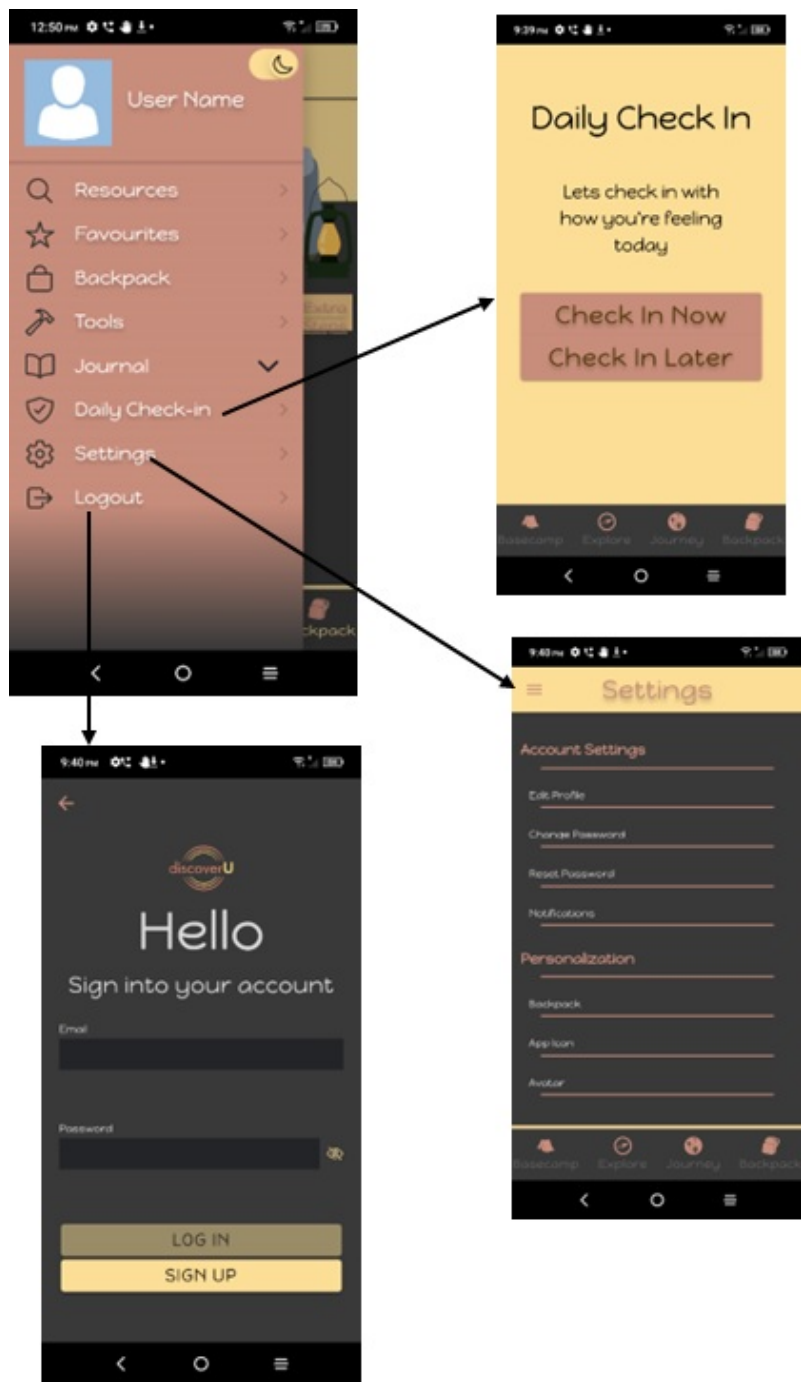 12:50 PM
User Name
Resources
Favourites
Backpack
Tools
Journal
Daily Check-in
Settings
Logout
Extra
Steps
ckpack
9:39 PM
Daily Check In
Lets check in with
how you're feeling
today
Check In Now
Check In Later
Basecamp Explore Journey Backpack
9:40 PM
Settings
Account Settings
Edit Profile
Change Password
Reset Password
Notifications
Personalization
Backpack
App Icon
Avatar
Basecamp Explore Journey Backpack
9:40 PM
discoverU
Hello
Sign into your account
Email
Password
LOG IN
SIGN UP